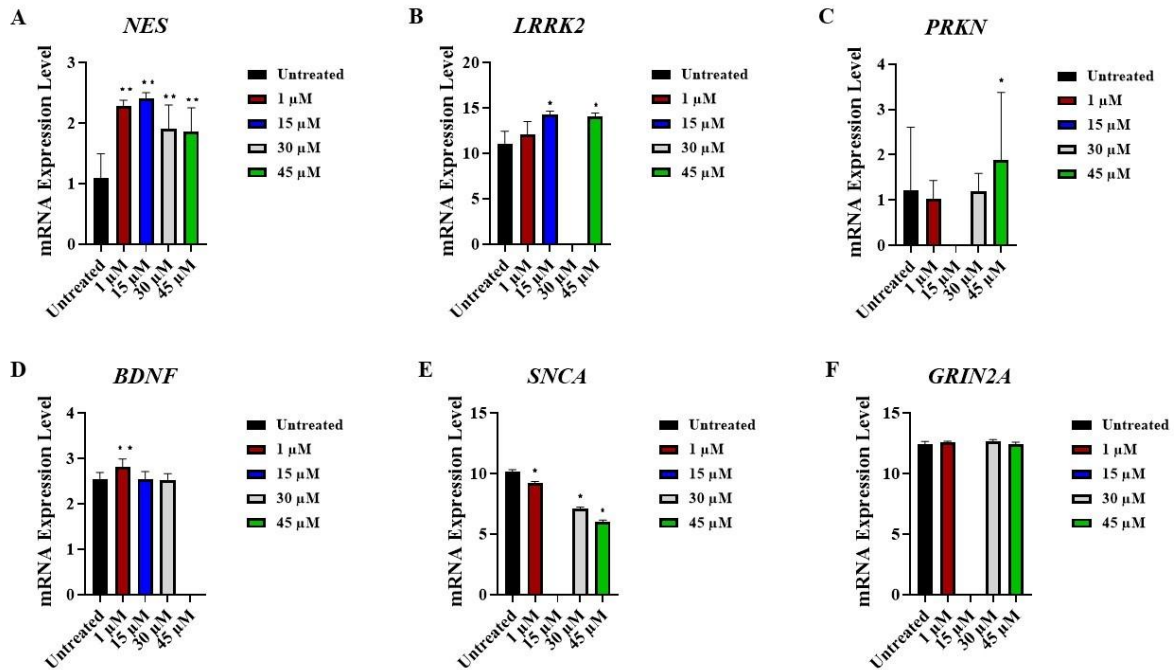 A
NES
mRNA Expression Level
3
2
1
0
** ** ** **
Untreated
1 µM
15 µM
30 µM
45 µM
Untreated
1 µM
15 µM
30 µM
45 µM
B
LRRK2
mRNA Expression Level
20
15
10
5
0
* *
Untreated
1 µM
15 µM
30 µM
45 µM
Untreated
1 µM
15 µM
30 µM
45 µM
C
PRKN
mRNA Expression Level
4
3
2
1
0
*
Untreated
1 µM
15 µM
30 µM
45 µM
Untreated
1 µM
15 µM
30 µM
45 µM
D
BDNF
mRNA Expression Level
4
3
2
1
0
**
Untreated
1 µM
15 µM
30 µM
45 µM
Untreated
1 µM
15 µM
30 µM
45 µM
E
SNCA
mRNA Expression Level
15
10
5
0
* * *
Untreated
1 µM
15 µM
30 µM
45 µM
Untreated
1 µM
15 µM
30 µM
45 µM
F
GRIN2A
mRNA Expression Level
15
10
5
0
Untreated
1 µM
15 µM
30 µM
45 µM
Untreated
1 µM
15 µM
30 µM
45 µM